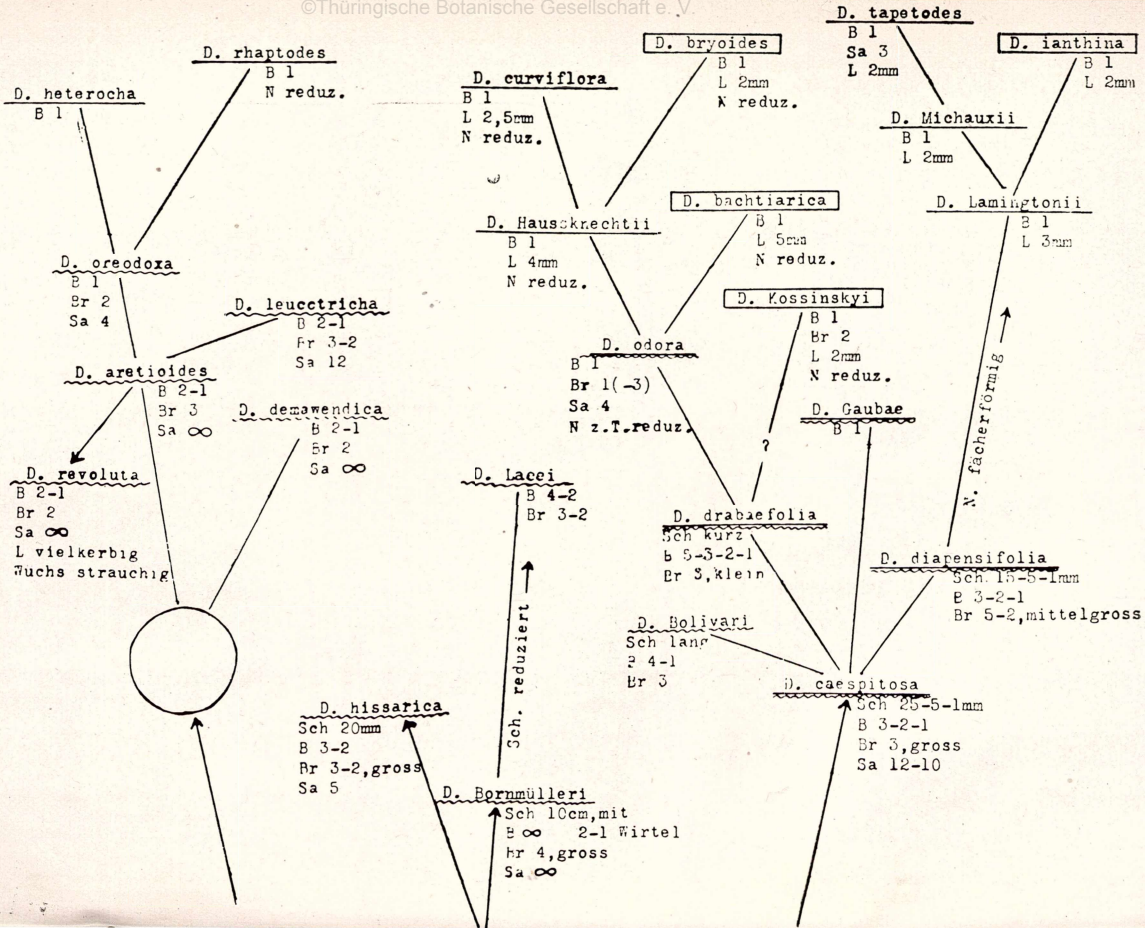 ©Thüringische Botanische Gesellschaft e. V.
D. tapetodes
B 1
Sa 3
L 2mm
D. ianthina
B 1
L 2mm
D. bryoides
B 1
L 2mm
N reduz.
D. rhaptodes
B 1
N reduz.
D. curviflora
B 1
L 2,5mm
N reduz.
D. heterocha
B 1
D. Michauxii
B 1
L 2mm
D. bachtiarica
B 1
L 5mm
N reduz.
D. Lamingtonii
B 1
L 3mm
D. Haussknechtii
B 1
L 4mm
N reduz.
D. oreodoxa
B 1
Br 2
Sa 4
D. Kossinskyi
B 1
Br 2
L 2mm
N reduz.
?
D. leucotricha
B 2-1
Br 3-2
Sa 12
D. odora
B 1
Br 1(-3)
Sa 4
N z.T.reduz.
D. aretioides
B 2-1
Br 3
Sa ∞
D. demawendica
B 2-1
Br 2
Sa ∞
D. Gaubae
B 1
N. fächerförmig
D. revoluta
B 2-1
Br 2
Sa ∞
L vielkerbig
Wuchs strauchig
D. Lacei
B 4-2
Br 3-2
D. drabaefolia
Sch kurz
B 5-3-2-1
Br 3,klein
D. diapensifolia
Sch. 15-5-1mm
B 3-2-1
Br 5-2,mittelgross
D. Bolivari
Sch lang
B 4-1
Br 3
Sch. reduziert
D. caespitosa
Sch 25-5-1mm
B 3-2-1
Br 3,gross
Sa 12-10
D. hissarica
Sch 20mm
B 3-2
Br 3-2,gross
Sa 5
D. Bornmülleri
Sch 10cm,mit
B ∞ 2-1 Wirtel
Br 4,gross
Sa ∞